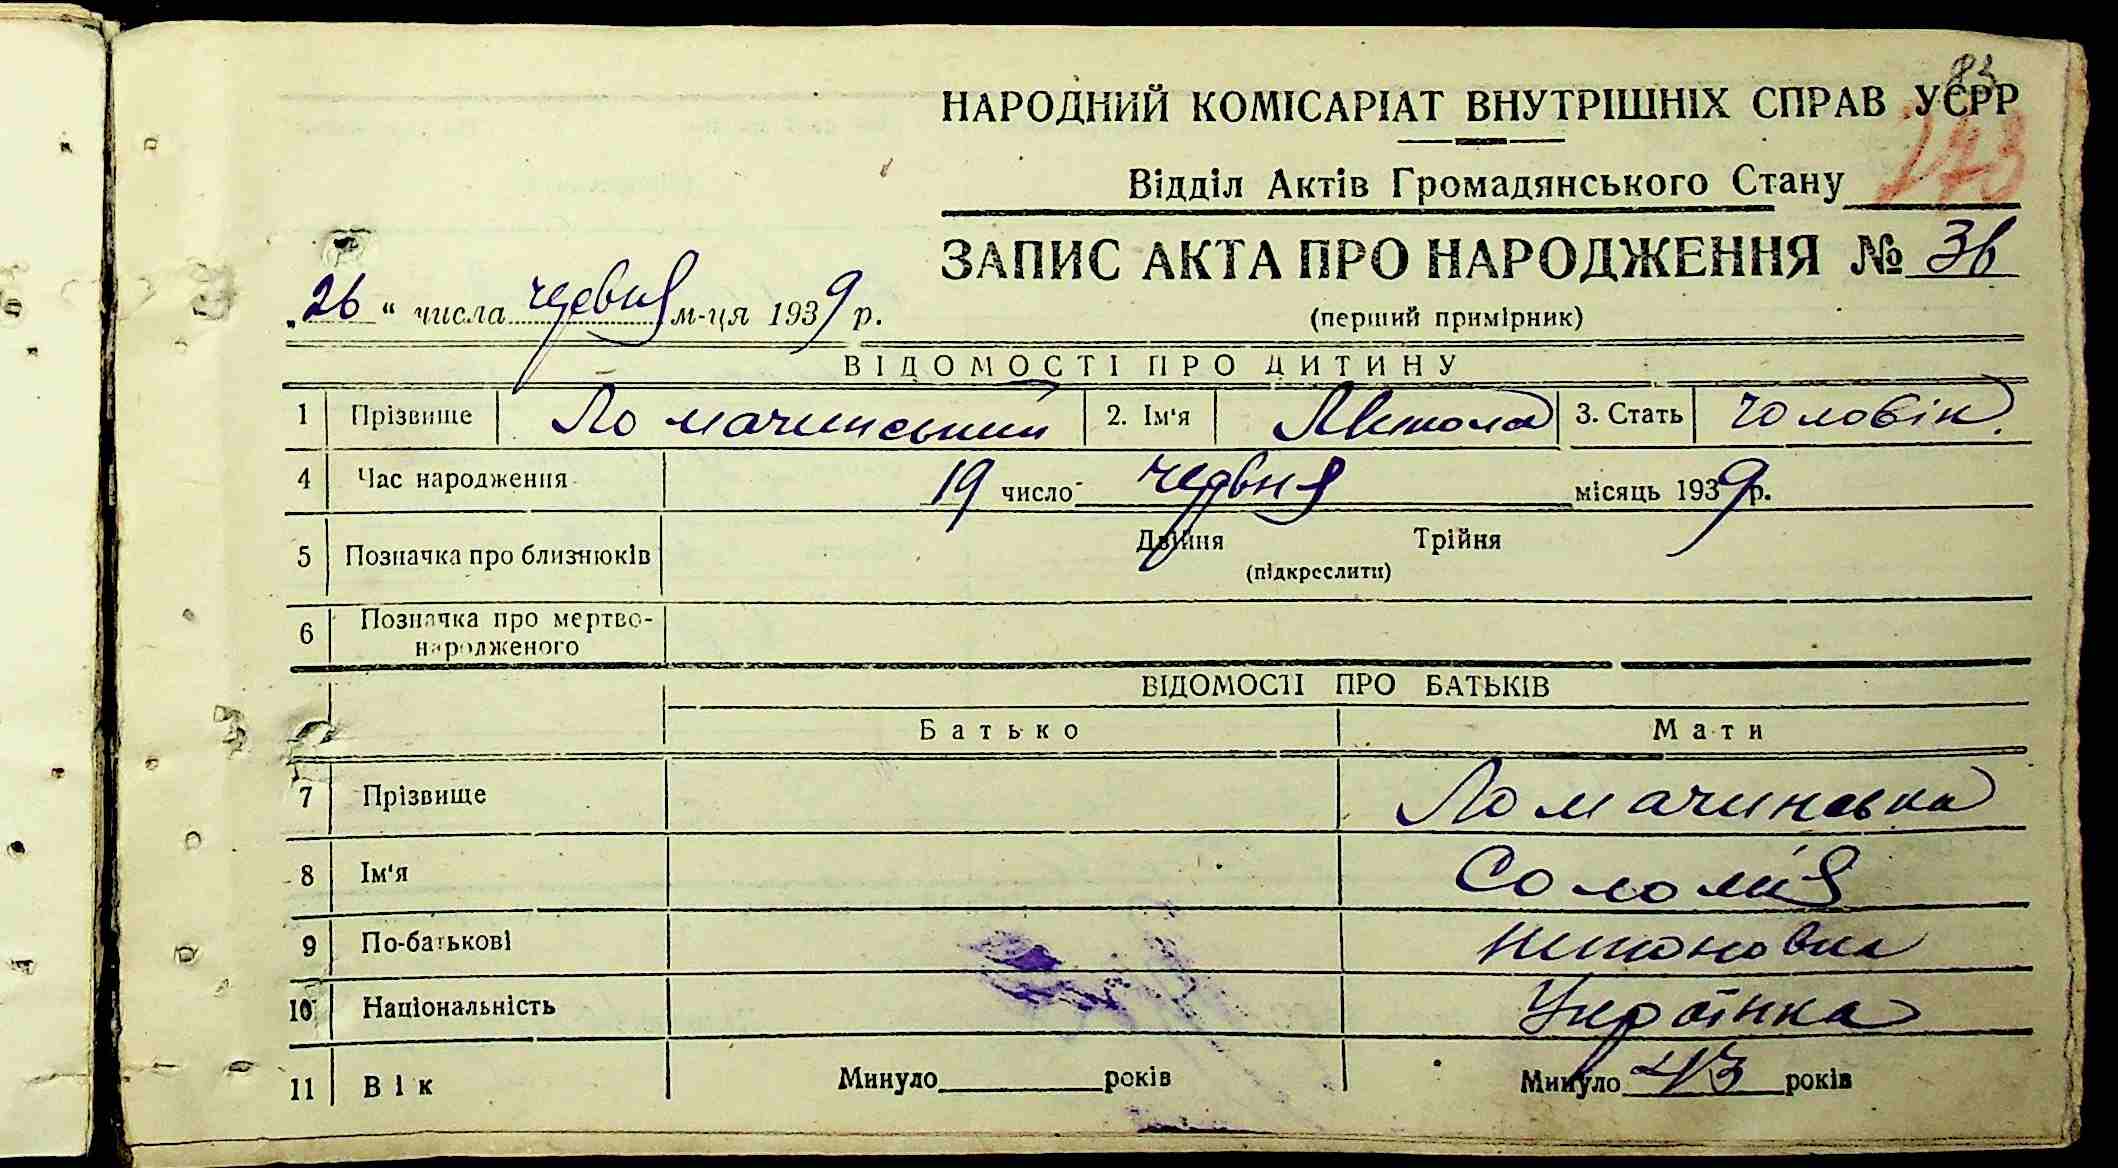 83
НАРОДНИЙ КОМІСАРІАТ ВНУТРІШНІХ СПРАВ УСРР
273
Відділ Актів Громадянського Стану
ЗАПИС АКТА ПРО НАРОДЖЕННЯ № 36
„26“ числа червня м-ця 1939 р.
(перший примірник)
ВІДОМОСТІ ПРО ДИТИНУ
1 Прізвище Ломачинський 2. Ім'я Микола 3. Стать чоловік.
4 Час народження 19 число червня місяць 1939 р.
5 Позначка про близнюків Двійня Трійня
(підкреслити)
6 Позначка про мертво-
народженого
ВІДОМОСТІ ПРО БАТЬКІВ
Батько Мати
7 Прізвище Ломачинська
8 Ім'я Соломія
9 По-батькові
10 Національність Українка
11 Вік Минуло років Минуло 43 років